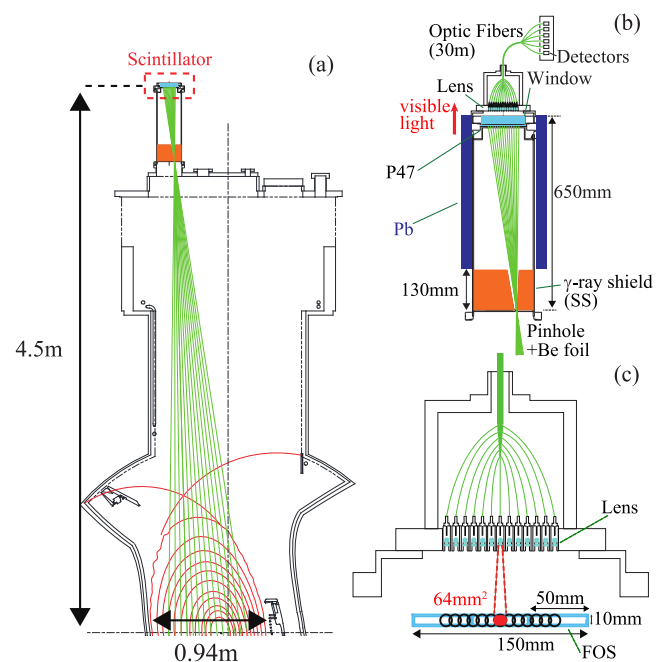 (a)
Scintillator
4.5m
0.94m
(b)
Optic Fibers
(30m)
Detectors
Lens
Window
visible
light
P47
650mm
Pb
130mm
γ-ray shield
(SS)
Pinhole
+Be foil
(c)
Lens
64mm²
50mm
10mm
150mm
FOS